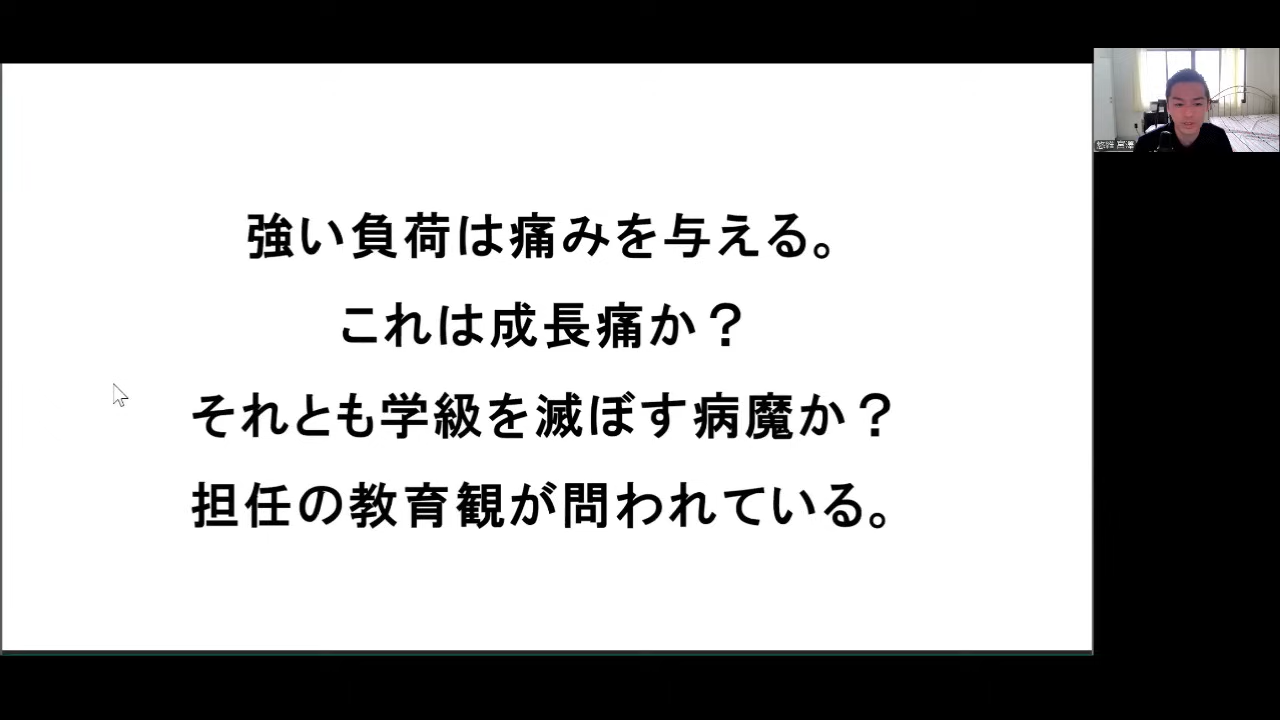 強い負荷は痛みを与える。
これは成長痛か？
それとも学級を滅ぼす病魔か？
担任の教育観が問われている。